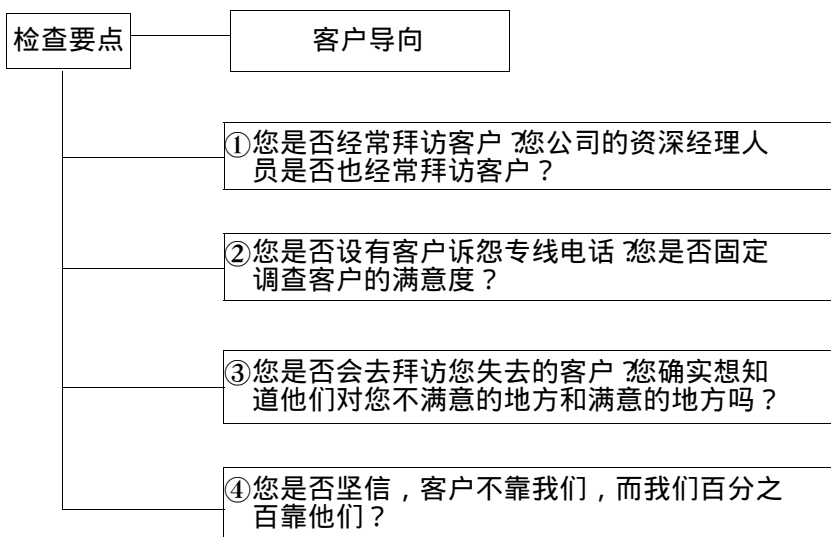 检查要点
客户导向
①您是否经常拜访客户?您公司的资深经理人
员是否也经常拜访客户?
②您是否设有客户诉怨专线电话?您是否固定
调查客户的满意度?
③您是否会去拜访您失去的客户?您确实想知
道他们对您不满意的地方和满意的地方吗?
④您是否坚信,客户不靠我们,而我们百分之
百靠他们?